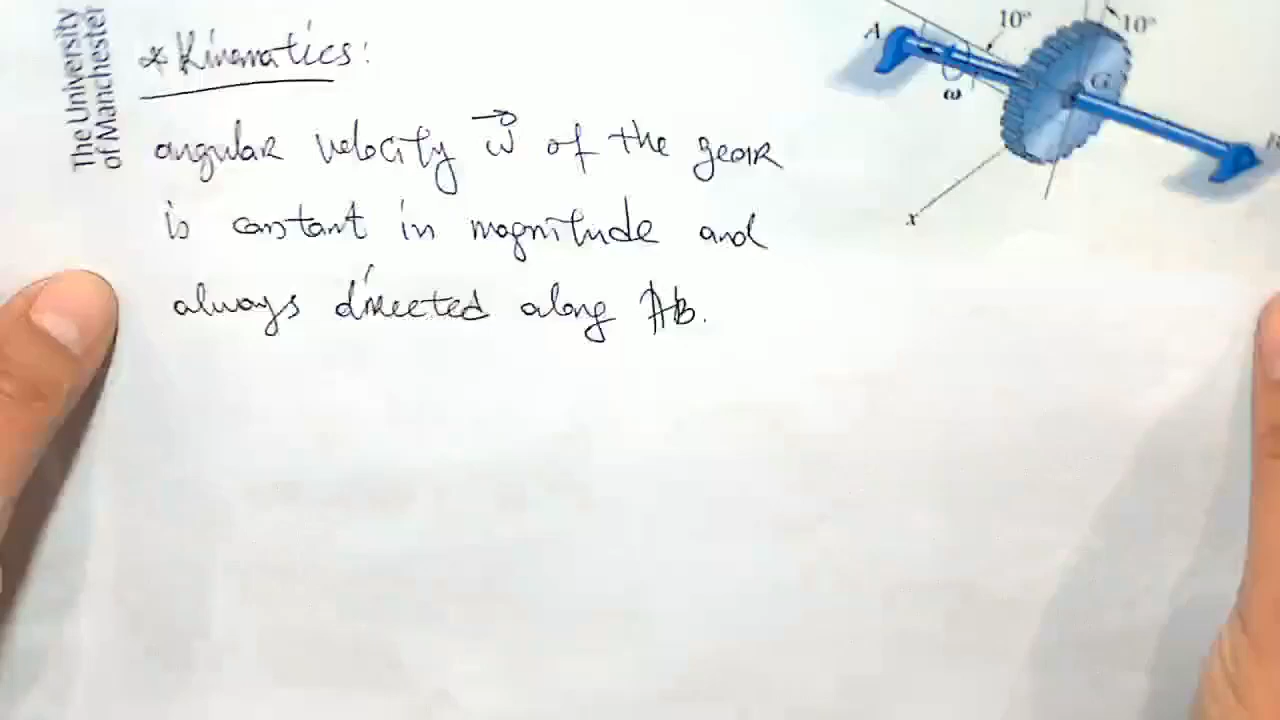 The University
of Manchester
* Kinematics:
angular velocity ω⃗ of the gear
is constant in magnitude and
always directed along AB.
A
10°
10°
G
ω
x